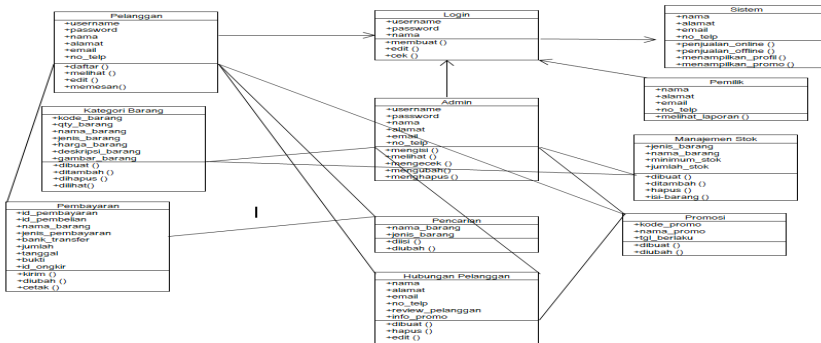 Pelanggan
+username
+password
+nama
+alamat
+email
+no_telp
+daftar ()
+melihat ()
+edit ()
+memesan()
Login
+username
+password
+nama
+membuat ()
+edit ()
+cek ()
Sistem
+nama
+alamat
+email
+no_telp
+penjualan_online ()
+penjualan_offline ()
+menampilkan_profil()
+menampilkan_promo ()
Pemilik
+nama
+alamat
+email
+no_telp
+melihat_laporan ()
Kategori Barang
+kode_barang
+qty_barang
+nama_barang
+jenis_barang
+harga_barang
+deskripsi_barang
+gambar_barang
+dibuat ()
+ditambah ()
+dihapus ()
+dilihat()
Admin
+username
+password
+nama
+alamat
+email
+no_telp
+mengisi ()
+melihat ()
+mengecek ()
+mengubah()
+menghapus ()
Manajemen Stok
+jenis_barang
+nama_barang
+minimum_stok
+jumlah_stok
+dibuat ()
+ditambah ()
+hapus ()
+isi-barang ()
Pembayaran
+id_pembayaran
+id_pembelian
+nama_barang
+jenis_pembayaran
+bank_transfer
+jumlah
+tanggal
+bukti
+id_ongkir
+kirim ()
+diubah ()
+cetak ()
Pencarian
+nama_barang
+jenis_barang
+diisi ()
+diubah ()
Promosi
+kode_promo
+nama_promo
+tgl_berlaku
+dibuat ()
+diubah ()
Hubungan Pelanggan
+nama
+alamat
+email
+no_telp
+review_pelanggan
+info_promo
+dibuat ()
+hapus ()
+edit ()